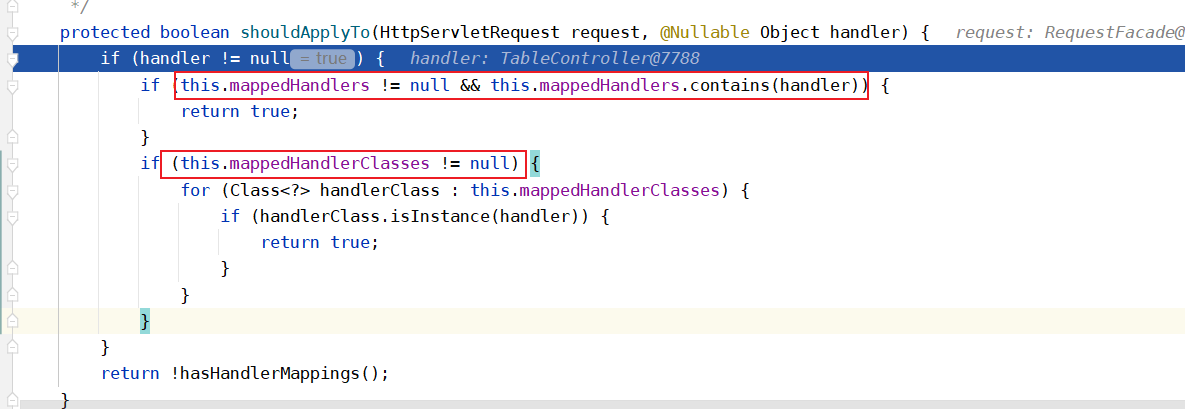 */
protected boolean shouldApplyTo(HttpServletRequest request, @Nullable Object handler) { request: RequestFacade@
if (handler != null = true ) { handler: TableController@7788
if (this.mappedHandlers != null && this.mappedHandlers.contains(handler)) {
return true;
}
if (this.mappedHandlerClasses != null) {
for (Class<?> handlerClass : this.mappedHandlerClasses) {
if (handlerClass.isInstance(handler)) {
return true;
}
}
}
}
return !hasHandlerMappings();
}